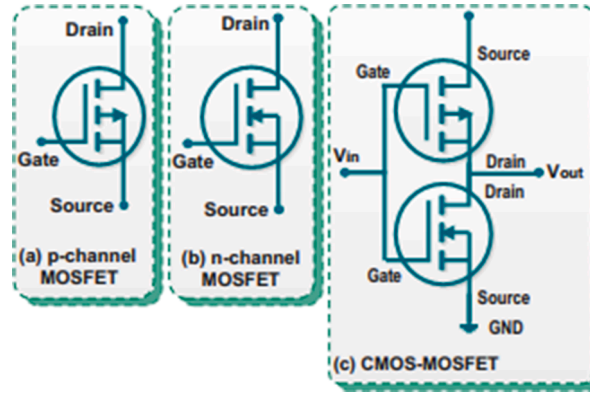 Drain
Gate
Source
(a) p-channel
MOSFET
Drain
Gate
Source
(b) n-channel
MOSFET
Source
Gate
Vin
Drain
Vout
Drain
Gate
Source
GND
(c) CMOS-MOSFET